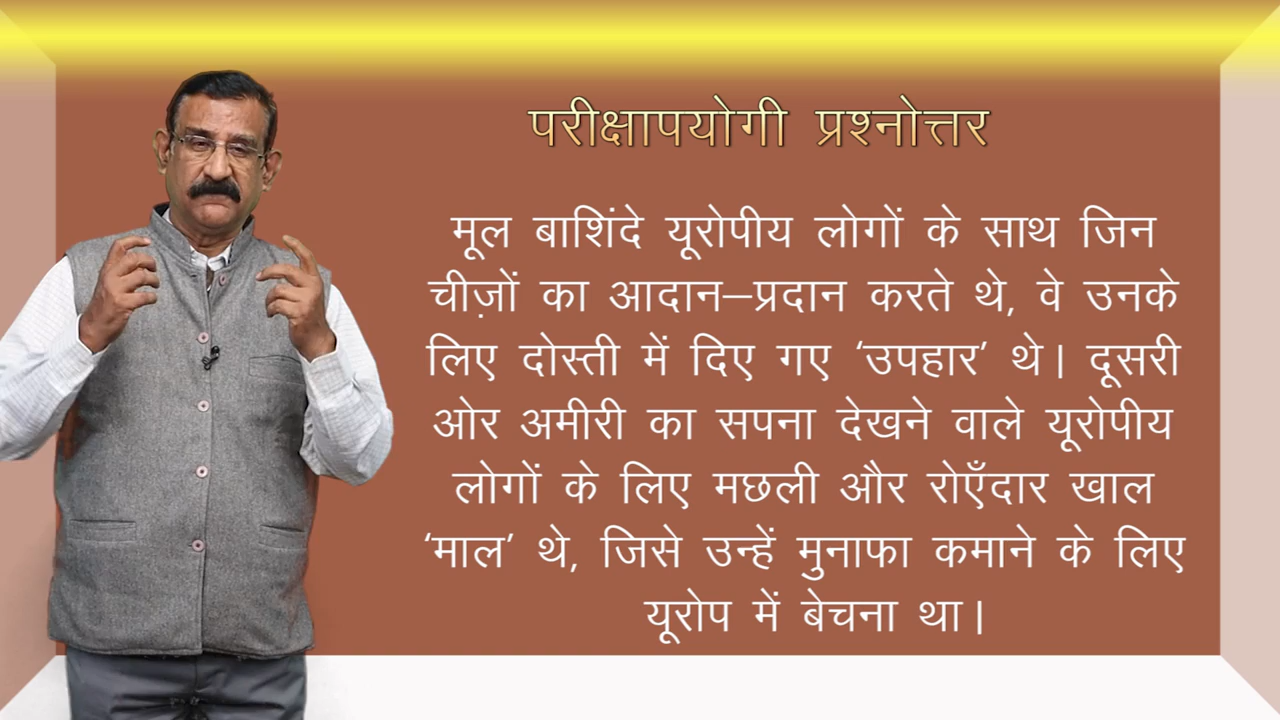 परीक्षापयोगी प्रश्नोत्तर
मूल बाशिंदे यूरोपीय लोगों के साथ जिन
चीज़ों का आदान–प्रदान करते थे, वे उनके
लिए दोस्ती में दिए गए ‘उपहार’ थे। दूसरी
ओर अमीरी का सपना देखने वाले यूरोपीय
लोगों के लिए मछली और रोएँदार खाल
‘माल’ थे, जिसे उन्हें मुनाफा कमाने के लिए
यूरोप में बेचना था।